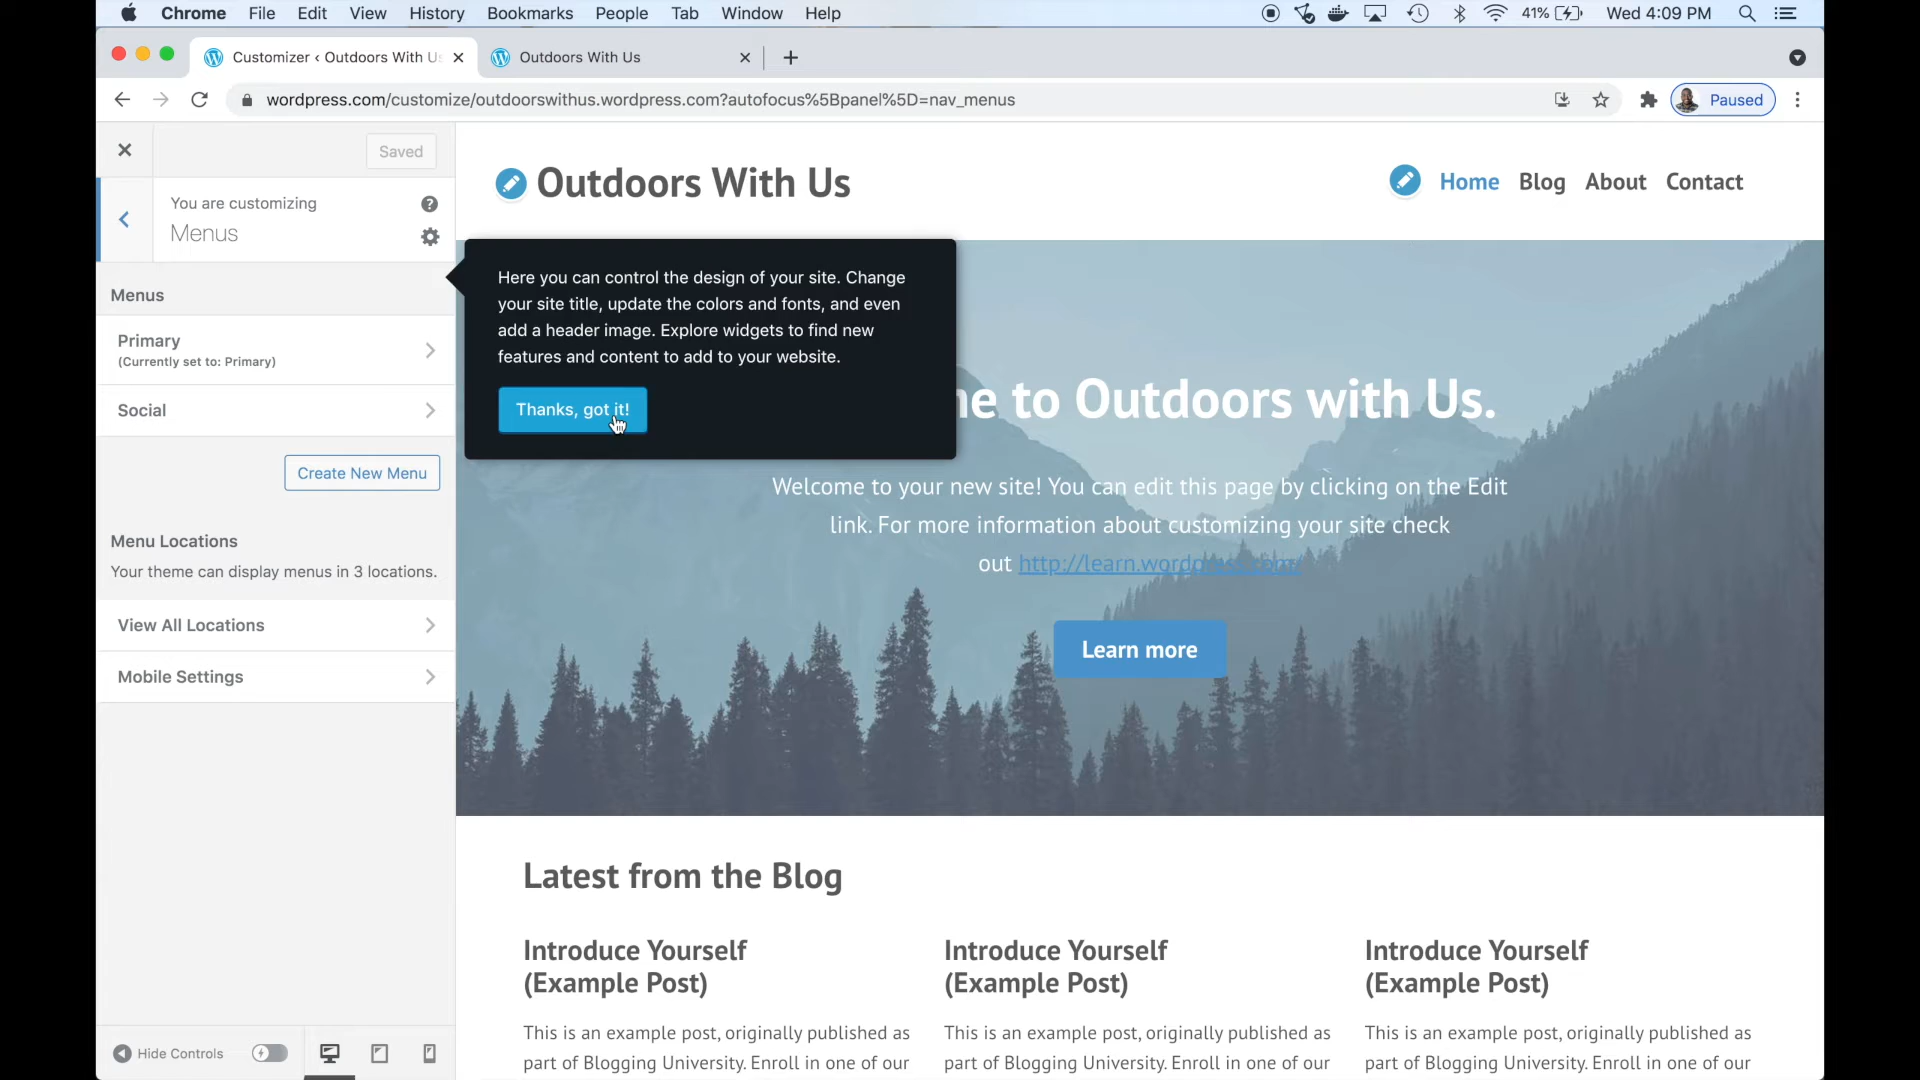 Chrome File Edit View History Bookmarks People Tab Window Help 41% Wed 4:09 PM
Customizer ‹ Outdoors With Us
Outdoors With Us
wordpress.com/customize/outdoorswithus.wordpress.com?autofocus%5Bpanel%5D=nav_menus
Paused
Saved
You are customizing
Menus
Menus
Primary
(Currently set to: Primary)
Social
Create New Menu
Menu Locations
Your theme can display menus in 3 locations.
View All Locations
Mobile Settings
Hide Controls
Outdoors With Us
Home Blog About Contact
Here you can control the design of your site. Change
your site title, update the colors and fonts, and even
add a header image. Explore widgets to find new
features and content to add to your website.
Thanks, got it!
to Outdoors with Us.
Welcome to your new site! You can edit this page by clicking on the Edit
link. For more information about customizing your site check
out http://learn.wordpress.com/
Learn more
Latest from the Blog
Introduce Yourself
(Example Post)
This is an example post, originally published as
part of Blogging University. Enroll in one of our
Introduce Yourself
(Example Post)
This is an example post, originally published as
part of Blogging University. Enroll in one of our
Introduce Yourself
(Example Post)
This is an example post, originally published as
part of Blogging University. Enroll in one of our